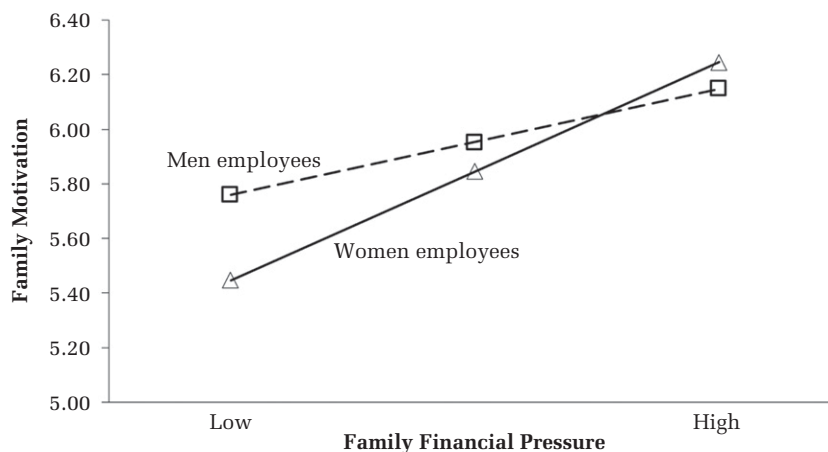 6.40
6.20
6.00
5.80
5.60
5.40
5.20
5.00
Family Motivation
Men employees
Women employees
Low
High
Family Financial Pressure